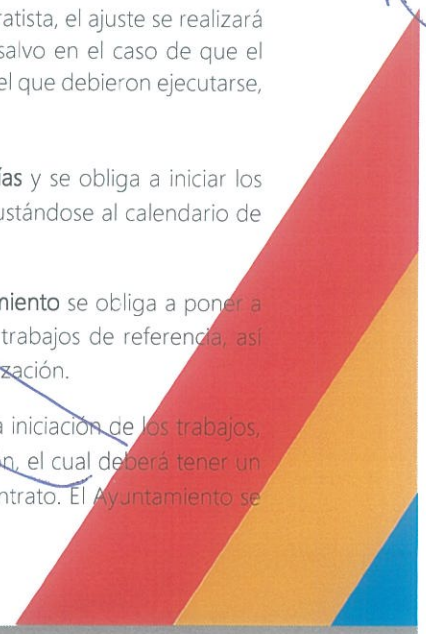 ratista, el ajuste se realizará
salvo en el caso de que el
el que debieron ejecutarse,
ías y se obliga a iniciar los
ustándose al calendario de
miento se obliga a poner a
trabajos de referencia, así
zación.
a iniciación de los trabajos,
n, el cual deberá tener un
ntrato. El Ayuntamiento se